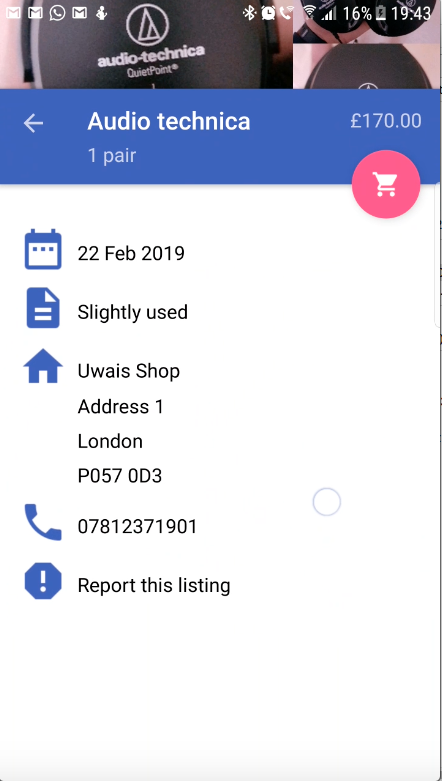 16% 19:43
audio-technica
QuietPoint®
Audio technica
£170.00
1 pair
22 Feb 2019
Slightly used
Uwais Shop
Address 1
London
P057 0D3
07812371901
Report this listing